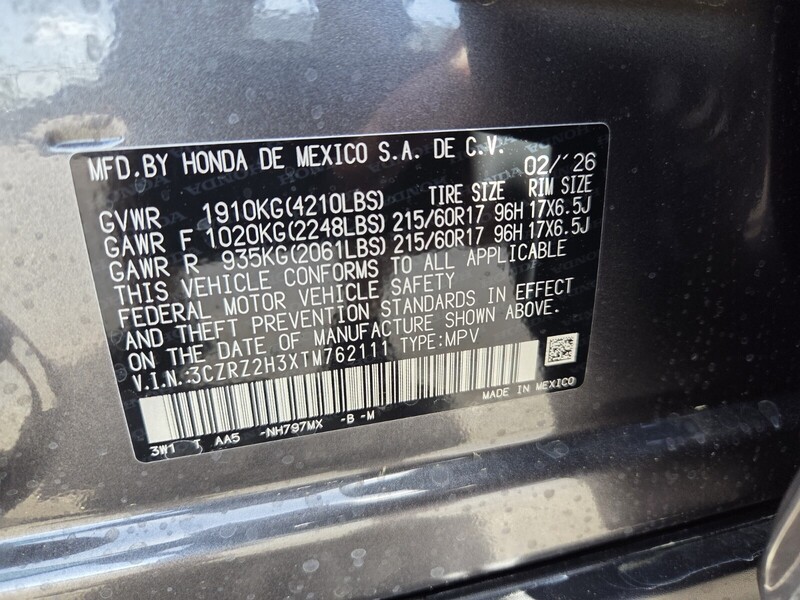 MFD.BY HONDA DE MEXICO S.A. DE C.V. 02/'26
TIRE SIZE RIM SIZE
GVWR 1910KG(4210LBS)
GAWR F 1020KG(2248LBS) 215/60R17 96H 17X6.5J
GAWR R 935KG(2061LBS) 215/60R17 96H 17X6.5J
THIS VEHICLE CONFORMS TO ALL APPLICABLE
FEDERAL MOTOR VEHICLE SAFETY
AND THEFT PREVENTION STANDARDS IN EFFECT
ON THE DATE OF MANUFACTURE SHOWN ABOVE.
V.I.N.:3CZRZ2H3XTM762111 TYPE:MPV
MADE IN MEXICO
3W1 T AA5 -NH797MX -B -M